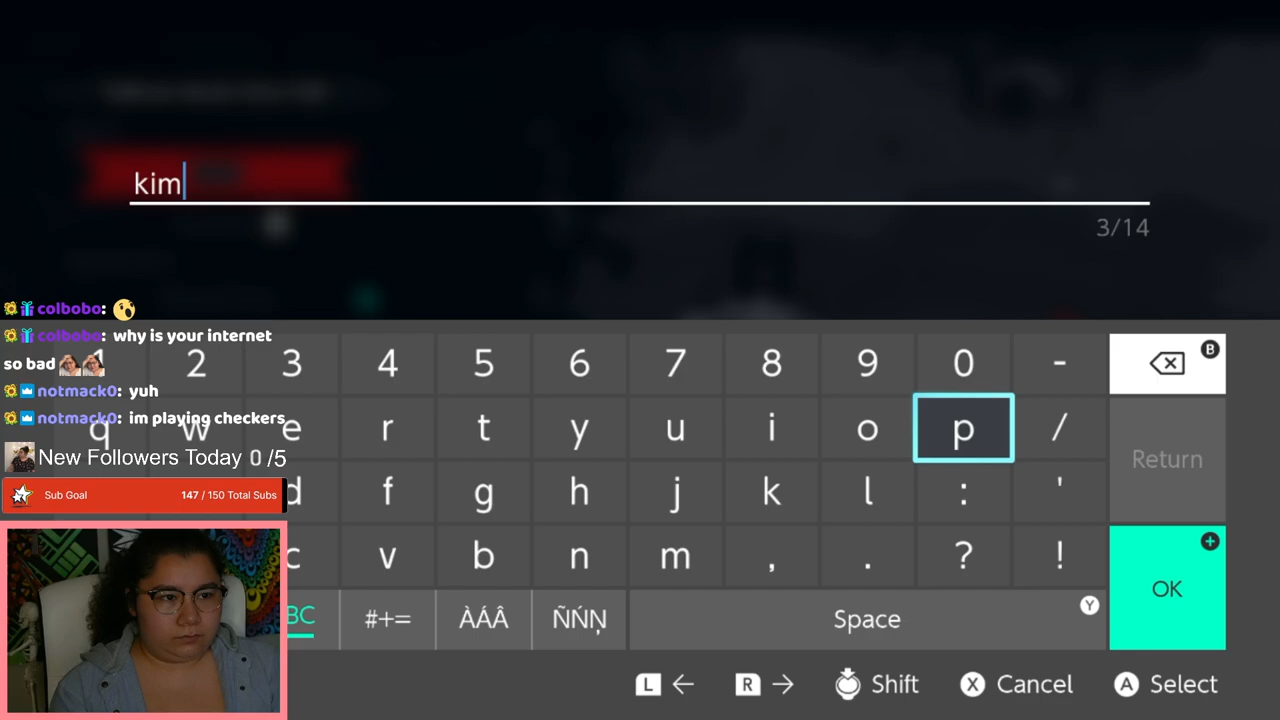 kim
3/14
colbobo:
colbobo: why is your internet
so bad
notmack0: yuh
notmack0: im playing checkers
New Followers Today 0 /5
Sub Goal 147 / 150 Total Subs
1 2 3 4 5 6 7 8 9 0 - B
q w e r t y u i o p / Return
d f g h j k l : '
c v b n m , . ? ! + OK
BC #+= ÀÁÂ ÑŃŅ Space Y
L ← R → Shift X Cancel A Select